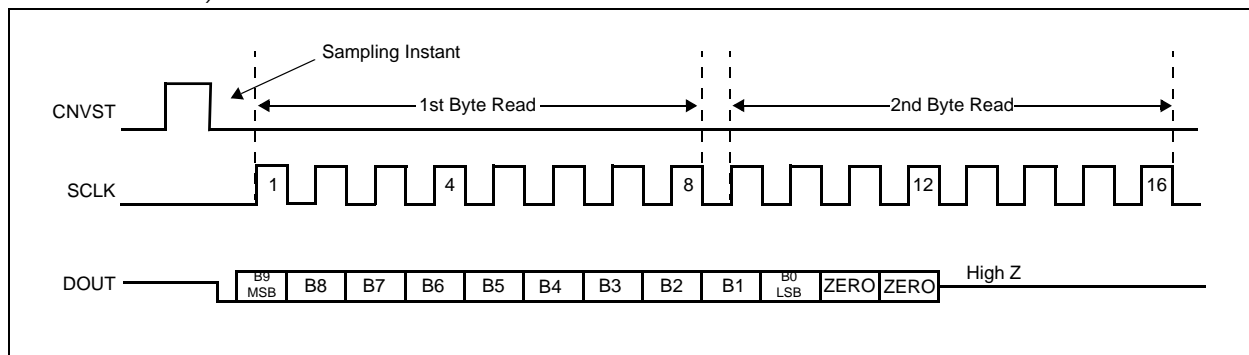 Sampling Instant
CNVST
1st Byte Read
2nd Byte Read
SCLK
1
4
8
12
16
DOUT
B9 MSB
B8
B7
B6
B5
B4
B3
B2
B1
B0 LSB
ZERO
ZERO
High Z